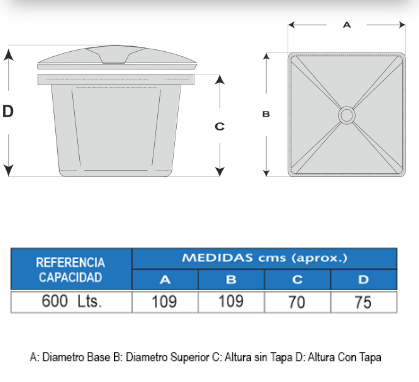 A
D
C
B
REFERENCIA CAPACIDAD
MEDIDAS cms (aprox.)
A B C D
600 Lts. 109 109 70 75
A: Diametro Base B: Diametro Superior C: Altura sin Tapa D: Altura Con Tapa